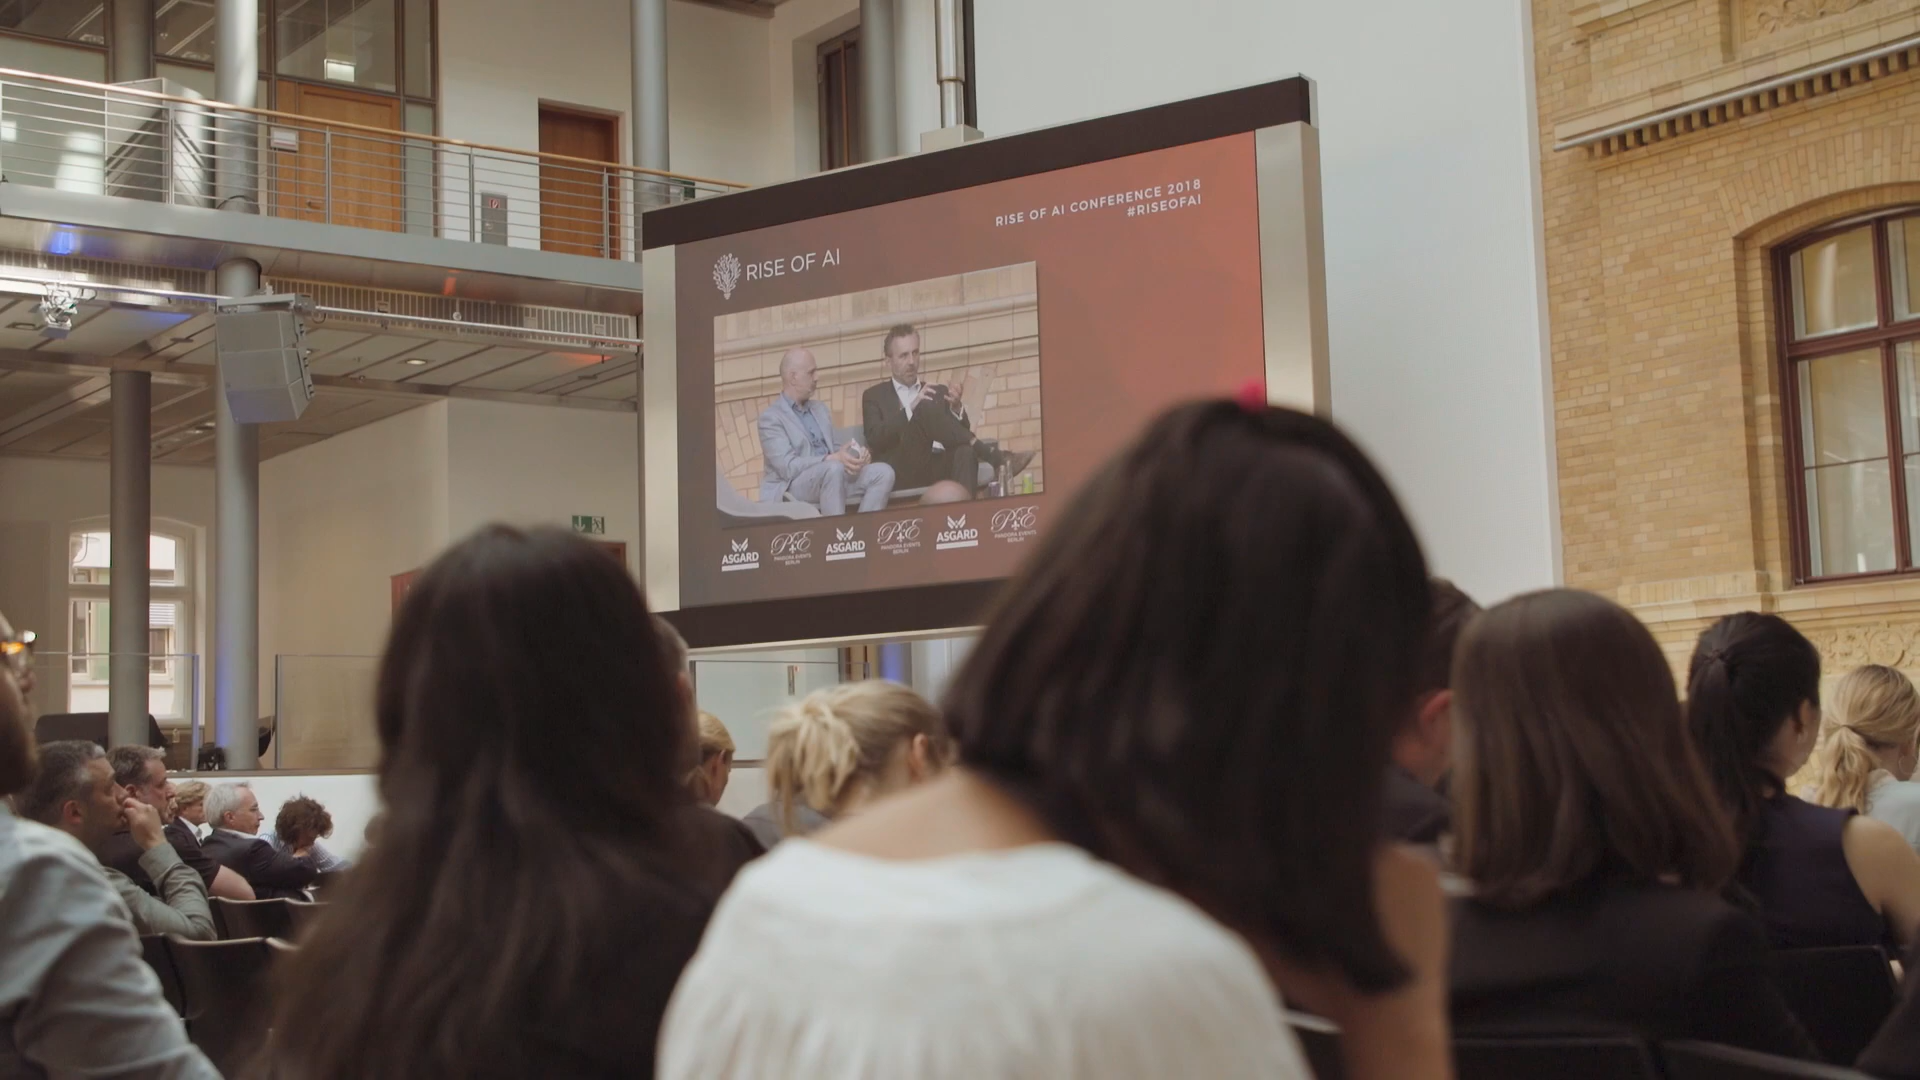 RISE OF AI CONFERENCE 2018
#RISEOFAI
RISE OF AI
ASGARD
PANDORA EVENTS
BERLIN
ASGARD
PANDORA EVENTS
BERLIN
ASGARD
PANDORA EVENTS
BERLIN